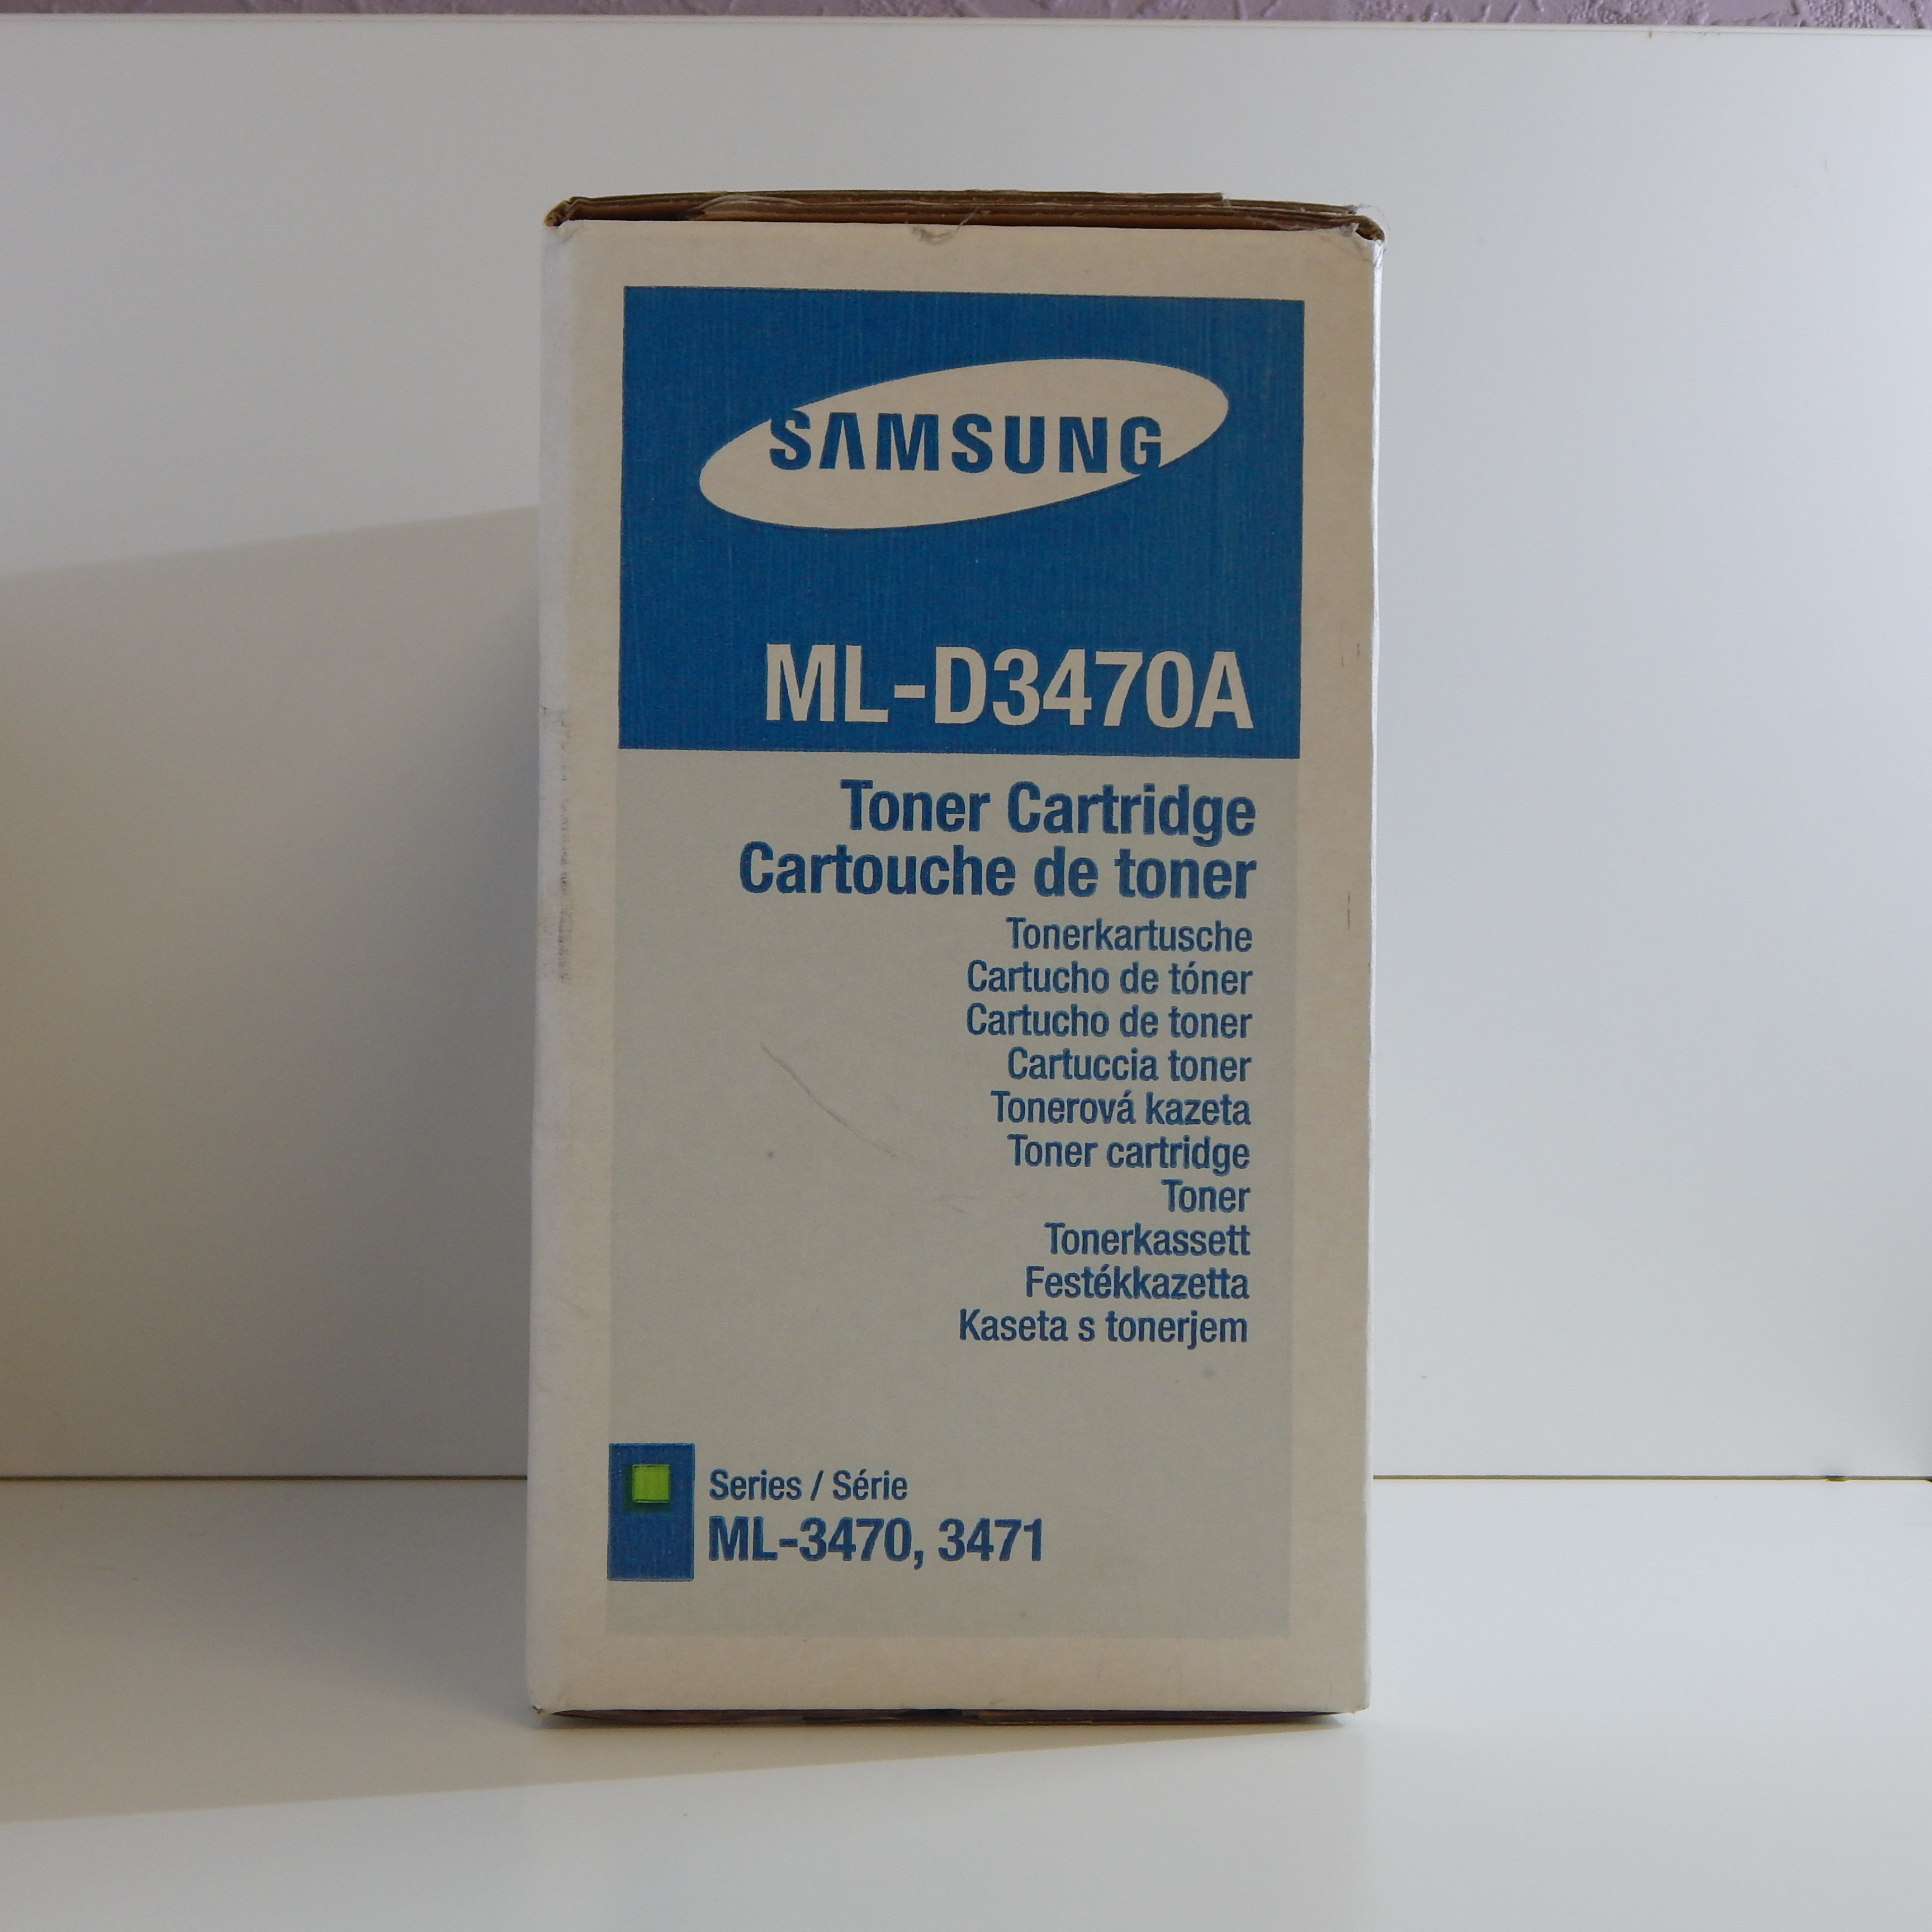 SAMSUNG
ML-D3470A
Toner Cartridge
Cartouche de toner
Tonerkartusche
Cartucho de tóner
Cartucho de toner
Cartuccia toner
Tonerová kazeta
Toner cartridge
Toner
Tonerkassett
Festékkazetta
Kaseta s tonerjem
Series / Série
ML-3470, 3471